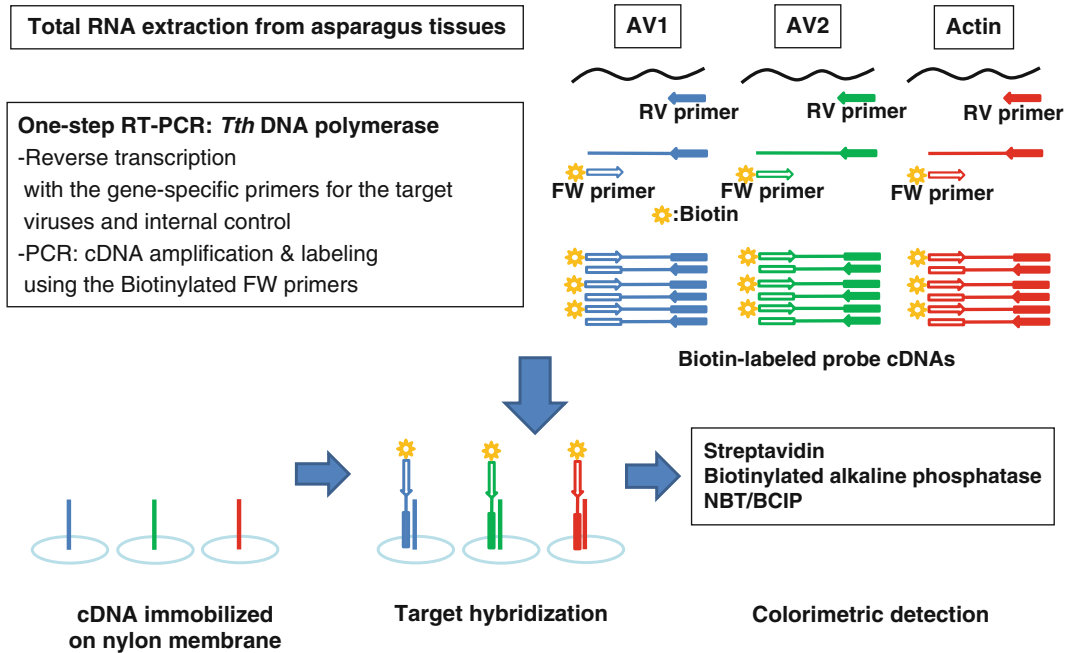 Total RNA extraction from asparagus tissues
AV1
AV2
Actin
RV primer
RV primer
RV primer
One-step RT-PCR: Tth DNA polymerase
-Reverse transcription
with the gene-specific primers for the target
viruses and internal control
-PCR: cDNA amplification & labeling
using the Biotinylated FW primers
FW primer
FW primer
FW primer
:Biotin
Biotin-labeled probe cDNAs
Streptavidin
Biotinylated alkaline phosphatase
NBT/BCIP
cDNA immobilized
on nylon membrane
Target hybridization
Colorimetric detection